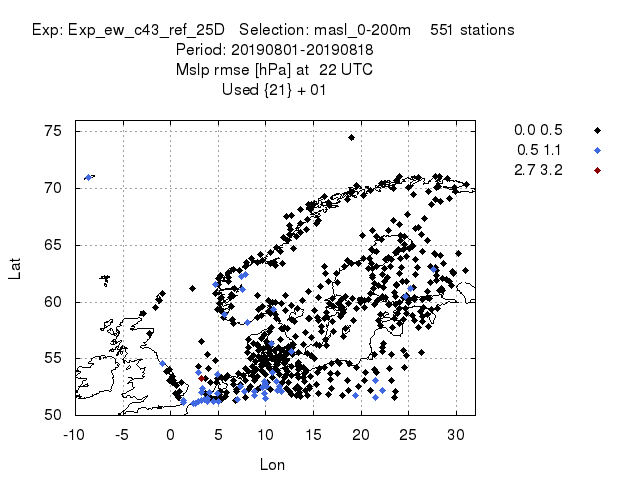 Exp: Exp_ew_c43_ref_25D   Selection: masl_0-200m    551 stations
Period: 20190801-20190818
Mslp rmse [hPa] at  22 UTC
Used {21} + 01
0.0 0.5
0.5 1.1
2.7 3.2
75
70
65
60
55
50
Lat
-10 -5 0 5 10 15 20 25 30
Lon